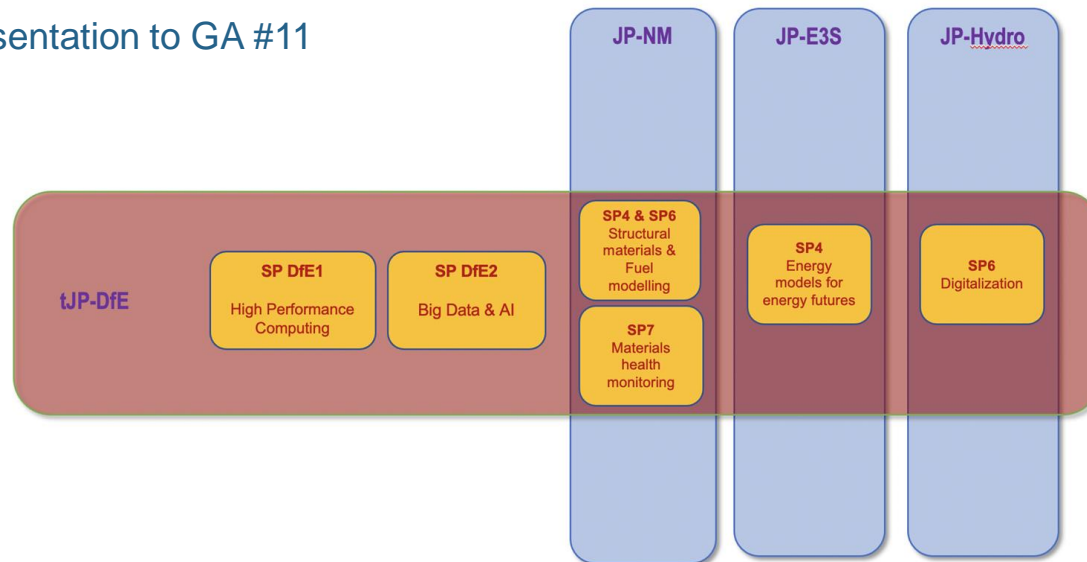 sentation to GA #11
JP-NM
JP-E3S
JP-Hydro
tJP-DfE
SP DfE1
High Performance
Computing
SP DfE2
Big Data & AI
SP4 & SP6
Structural
materials &
Fuel
modelling
SP7
Materials
health
monitoring
SP4
Energy
models for
energy futures
SP6
Digitalization